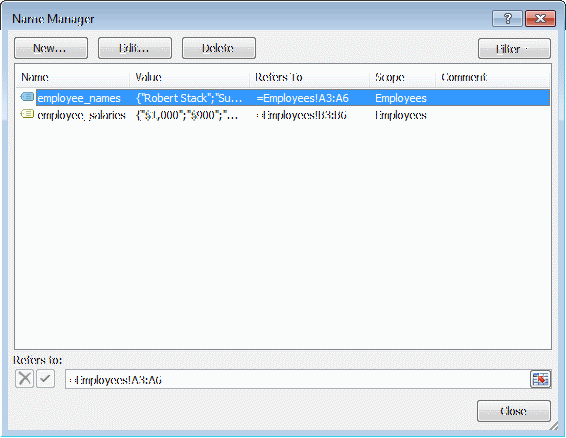 Name Manager
New... Edit... Delete Filter
Name Value Refers To Scope Comment
employee_names {"Robert Stack";"Su... =Employees!A3:A6 Employees
employee_salaries {"$1,000";"$900";"... =Employees!B3:B6 Employees
Refers to:
=Employees!A3:A6
Close